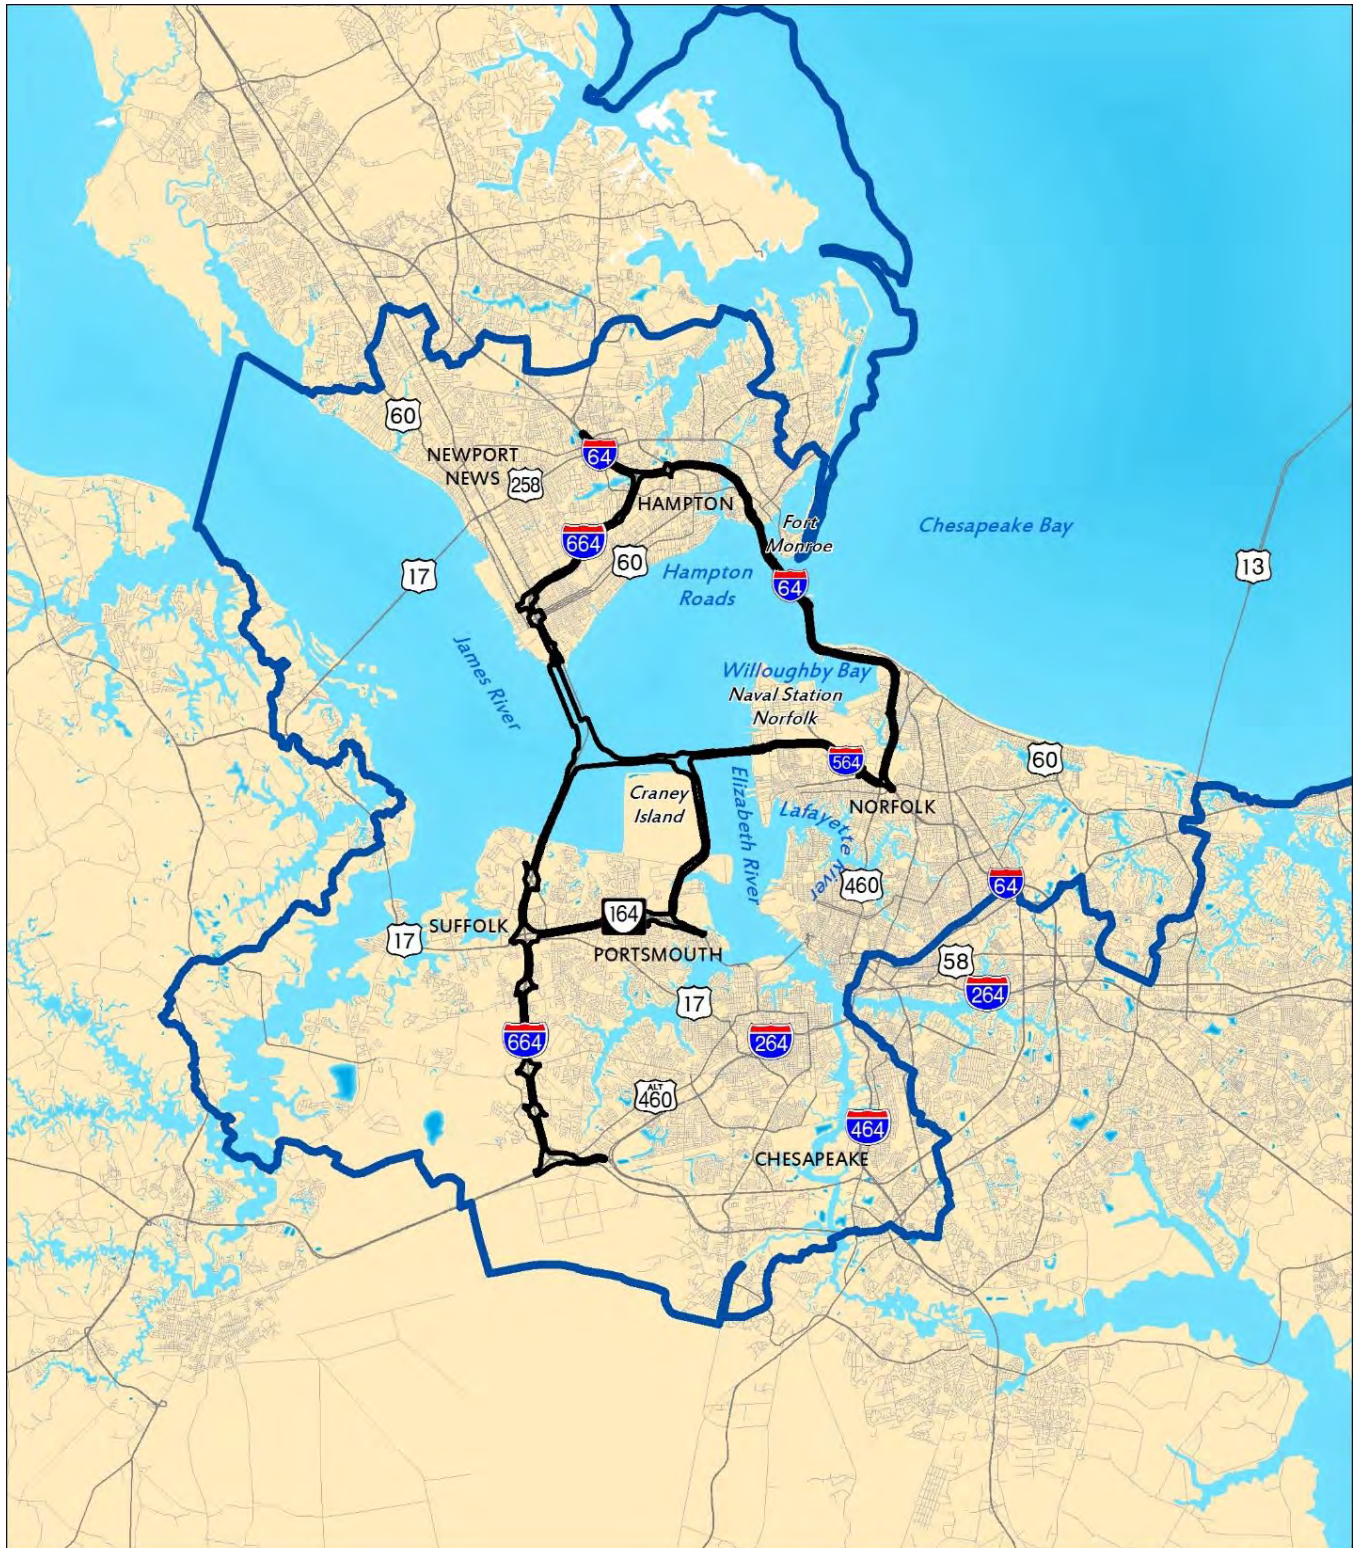 60
NEWPORT
NEWS
258
64
HAMPTON
664
60
Fort
Monroe
Chesapeake Bay
17
Hampton
Roads
64
13
James River
Willoughby Bay
Naval Station
Norfolk
564
60
Craney
Island
Elizabeth River
Lafayette River
NORFOLK
460
64
SUFFOLK
164
17
PORTSMOUTH
58
264
17
664
264
ALT
460
464
CHESAPEAKE